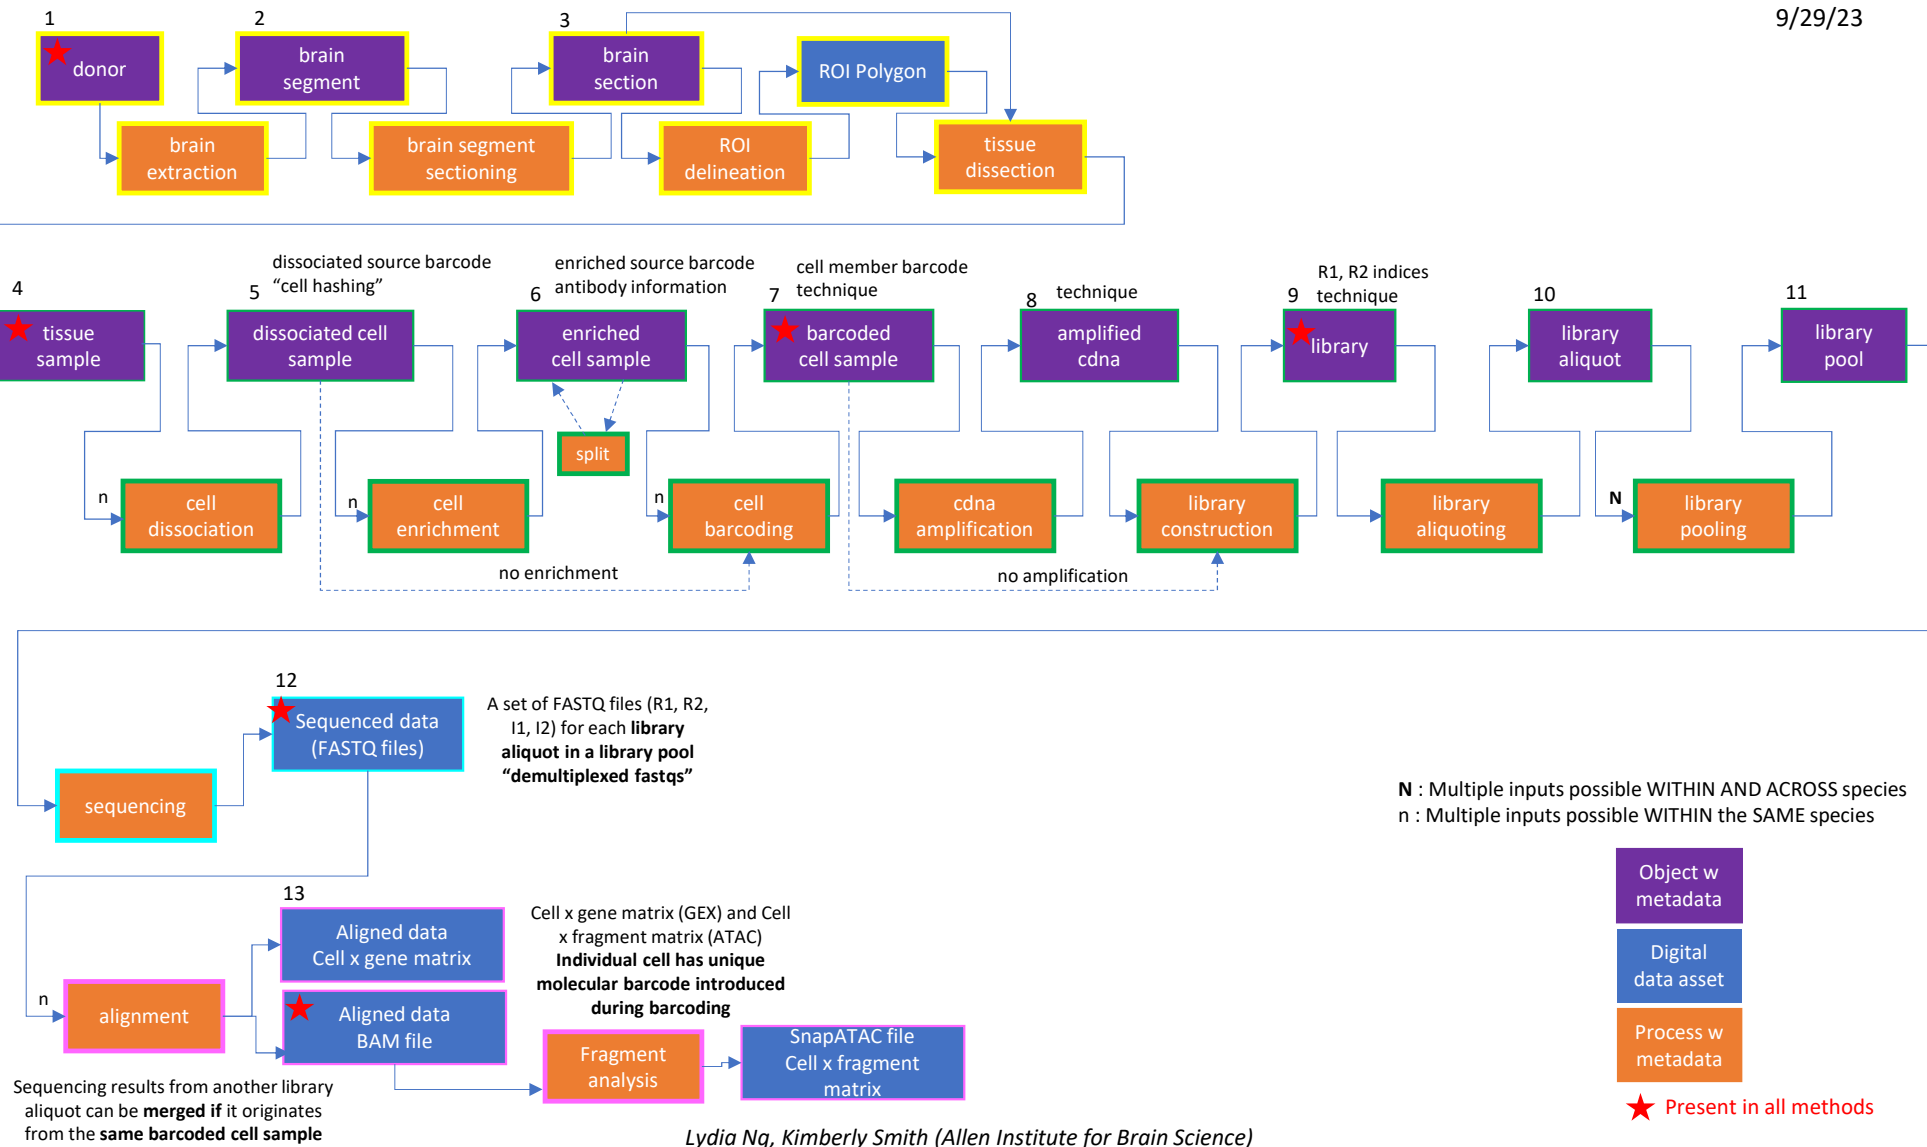 9/29/23
1
2
3
donor
brain
segment
brain
section
ROI Polygon
brain
extraction
brain segment
sectioning
ROI
delineation
tissue
dissection
dissociated source barcode
“cell hashing”
enriched source barcode
antibody information
cell member barcode
technique
technique
R1, R2 indices
technique
4
5
6
7
8
9
10
11
tissue
sample
dissociated cell
sample
enriched
cell sample
barcoded
cell sample
amplified
cdna
library
library
aliquot
library
pool
split
n
cell
dissociation
n
cell
enrichment
n
cell
barcoding
cdna
amplification
library
construction
library
aliquoting
N
library
pooling
no enrichment
no amplification
12
Sequenced data
(FASTQ files)
A set of FASTQ files (R1, R2,
I1, I2) for each library
aliquot in a library pool
“demultiplexed fastqs”
sequencing
N : Multiple inputs possible WITHIN AND ACROSS species
n : Multiple inputs possible WITHIN the SAME species
13
Aligned data
Cell x gene matrix
Cell x gene matrix (GEX) and Cell
x fragment matrix (ATAC)
Individual cell has unique
molecular barcode introduced
during barcoding
n
alignment
Aligned data
BAM file
Fragment
analysis
SnapATAC file
Cell x fragment
matrix
Object w
metadata
Digital
data asset
Process w
metadata
Present in all methods
Sequencing results from another library
aliquot can be merged if it originates
from the same barcoded cell sample
Lydia Ng, Kimberly Smith (Allen Institute for Brain Science)